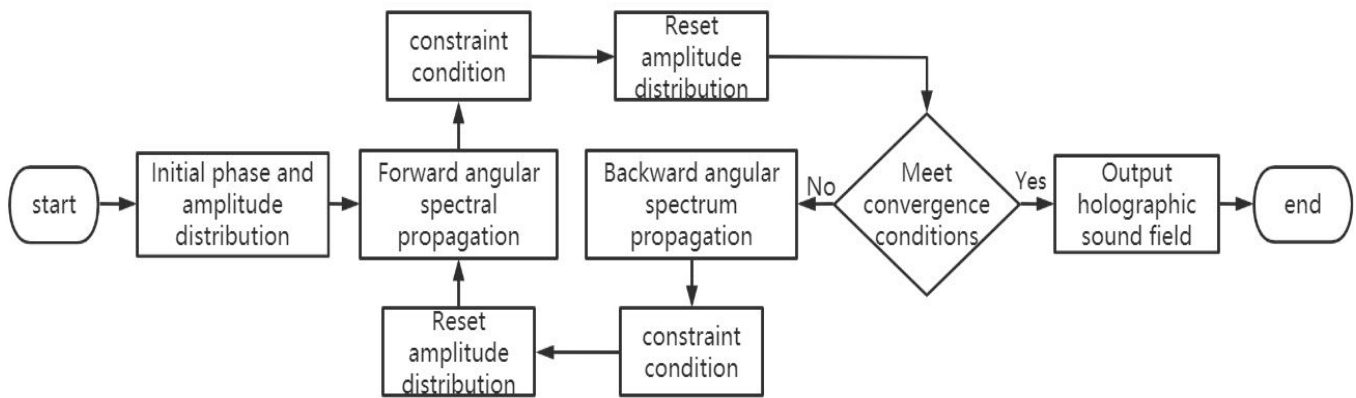 start
Initial phase and
amplitude
distribution
Forward angular
spectral
propagation
constraint
condition
Reset
amplitude
distribution
Meet
convergence
conditions
No
Yes
Backward angular
spectrum
propagation
constraint
condition
Reset
amplitude
distribution
Output
holographic
sound field
end